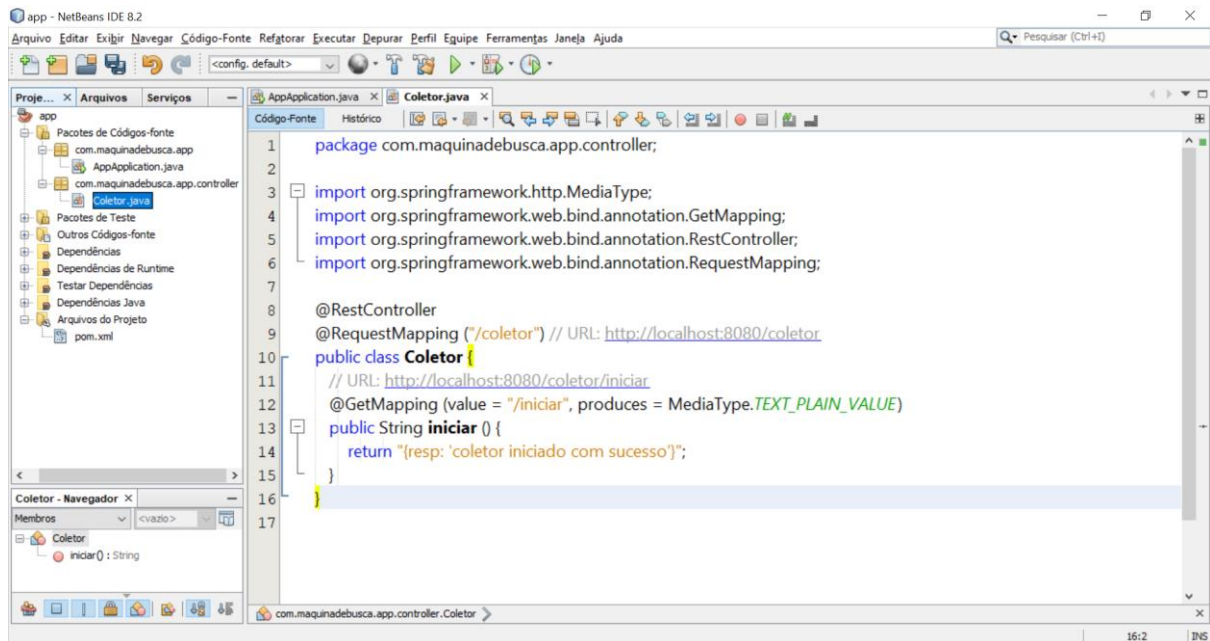 app - NetBeans IDE 8.2
Arquivo Editar Exibir Navegar Código-Fonte Refatorar Executar Depurar Perfil Equipe Ferramentas Janela Ajuda
Pesquisar (Ctrl+I)
<config. default>
Proje... Arquivos Serviços
AppApplication.java Coletor.java
Código-Fonte Histórico
app
Pacotes de Códigos-fonte
com.maquinadebusca.app
AppApplication.java
com.maquinadebusca.app.controller
Coletor.java
Pacotes de Teste
Outros Códigos-fonte
Dependências
Dependências de Runtime
Testar Dependências
Dependências Java
Arquivos do Projeto
pom.xml
1 package com.maquinadebusca.app.controller;
2
3 import org.springframework.http.MediaType;
4 import org.springframework.web.bind.annotation.GetMapping;
5 import org.springframework.web.bind.annotation.RestController;
6 import org.springframework.web.bind.annotation.RequestMapping;
7
8 @RestController
9 @RequestMapping ("/coletor") // URL: http://localhost:8080/coletor
10 public class Coletor {
11 // URL: http://localhost:8080/coletor/iniciar
12 @GetMapping (value = "/iniciar", produces = MediaType.TEXT_PLAIN_VALUE)
13 public String iniciar () {
14 return "{resp: 'coletor iniciado com sucesso'}";
15 }
16 }
17
Coletor - Navegador
Membros <vazio>
Coletor
iniciar() : String
com.maquinadebusca.app.controller.Coletor
16:2 INS